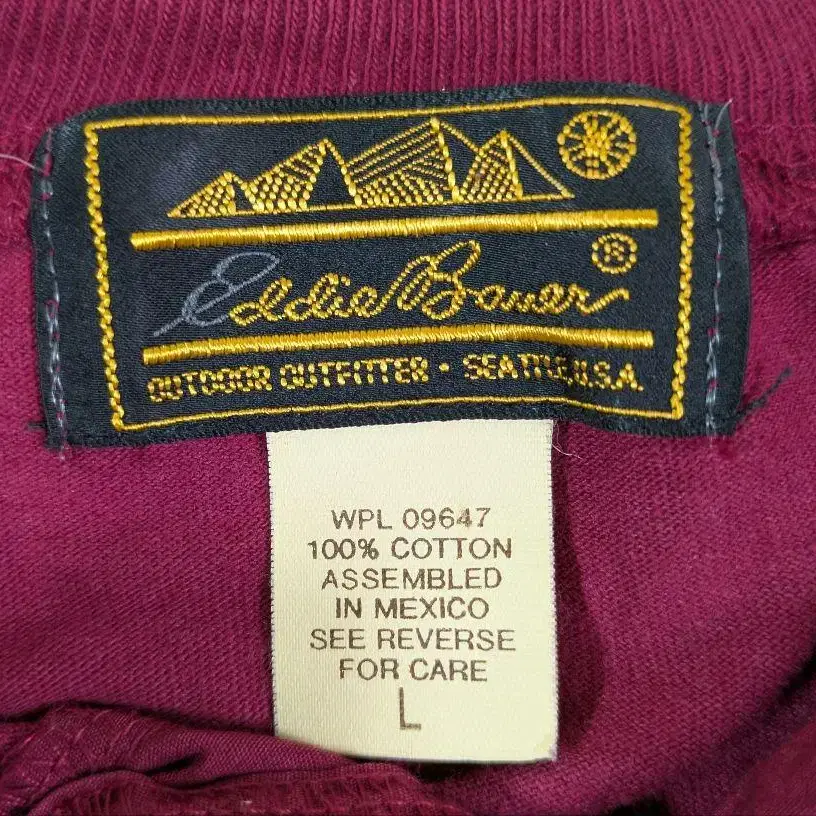 Eddie Bauer ®
OUTDOOR OUTFITTER • SEATTLE, U.S.A.
WPL 09647
100% COTTON
ASSEMBLED
IN MEXICO
SEE REVERSE
FOR CARE
L